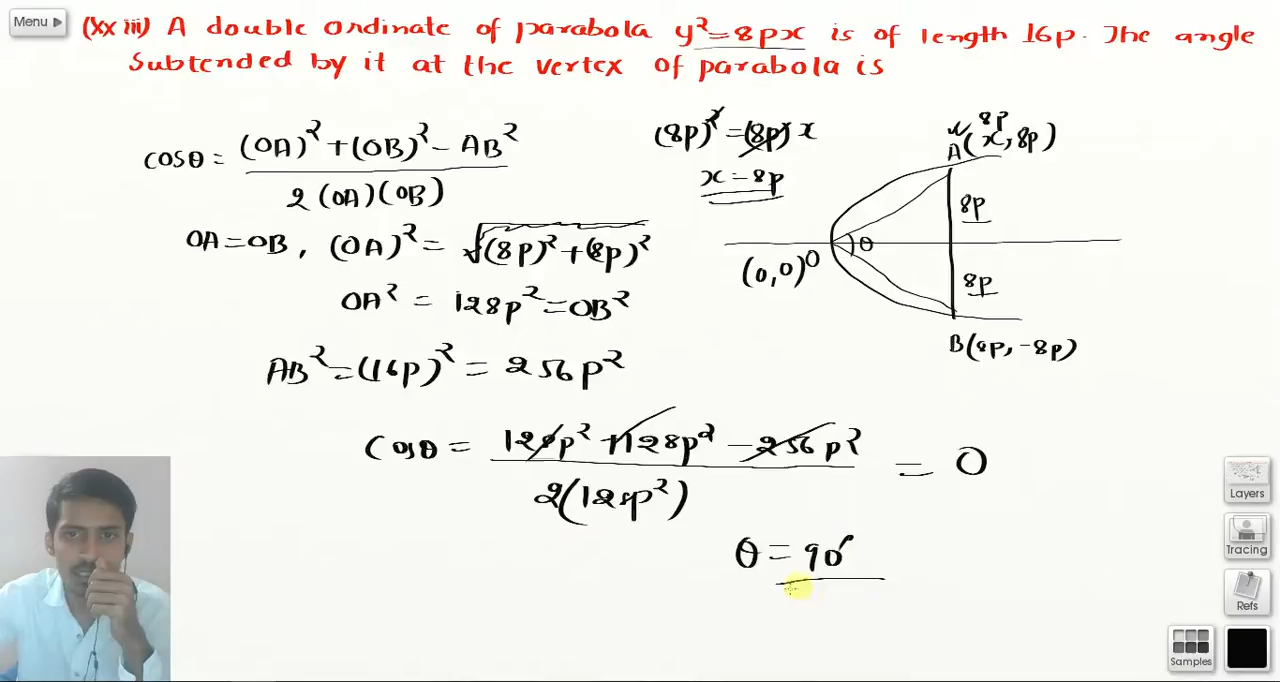 Menu
(xxiii) A double ordinate of parabola y²=8px is of length 16p. The angle
subtended by it at the vertex of parabola is
cosθ = (OA)²+(OB)²-AB² / 2(OA)(OB)
(8p)²=(8p)x
x=8p
8p
A(x,8p)
8p
θ
(0,0)O
8p
B(8p,-8p)
OA=OB, (OA)²=√(8p)²+(8p)²
OA² = 128p²=OB²
AB²=(16p)²=256p²
Cosθ= 128p²+128p²-256p² / 2(128p²) = 0
θ=90°
Layers
Tracing
Refs
Samples